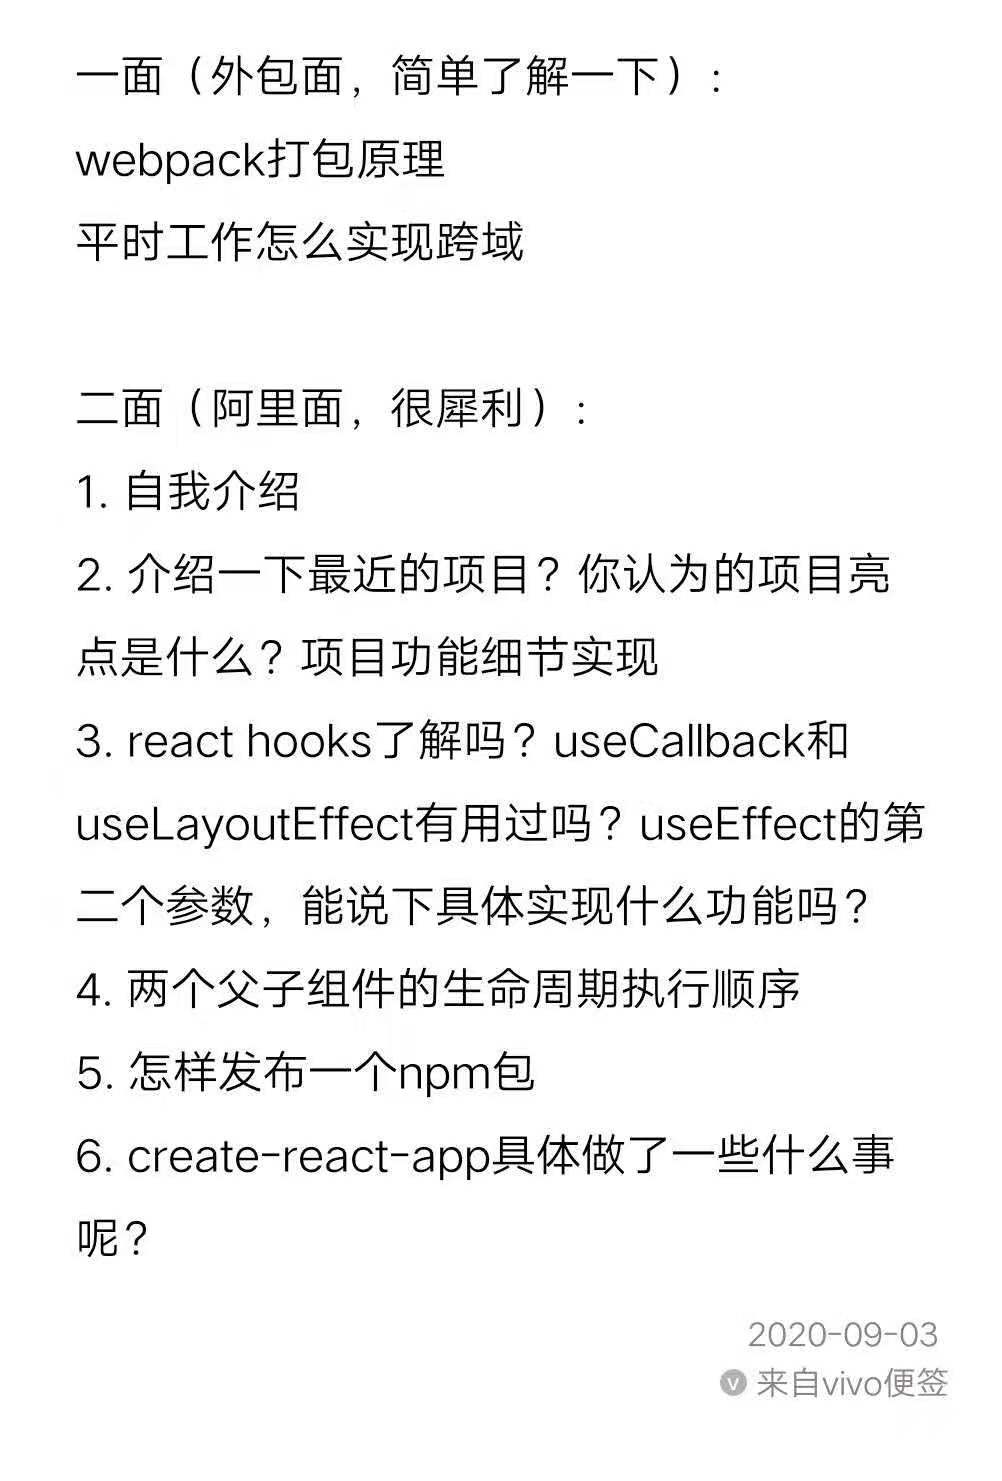 一面（外包面，简单了解一下）：
webpack打包原理
平时工作怎么实现跨域
二面（阿里面，很犀利）：
1. 自我介绍
2. 介绍一下最近的项目？你认为的项目亮
点是什么？项目功能细节实现
3. react hooks了解吗？useCallback和
useLayoutEffect有用过吗？useEffect的第
二个参数，能说下具体实现什么功能吗？
4. 两个父子组件的生命周期执行顺序
5. 怎样发布一个npm包
6. create-react-app具体做了一些什么事
呢？
2020-09-03
v 来自vivo便签